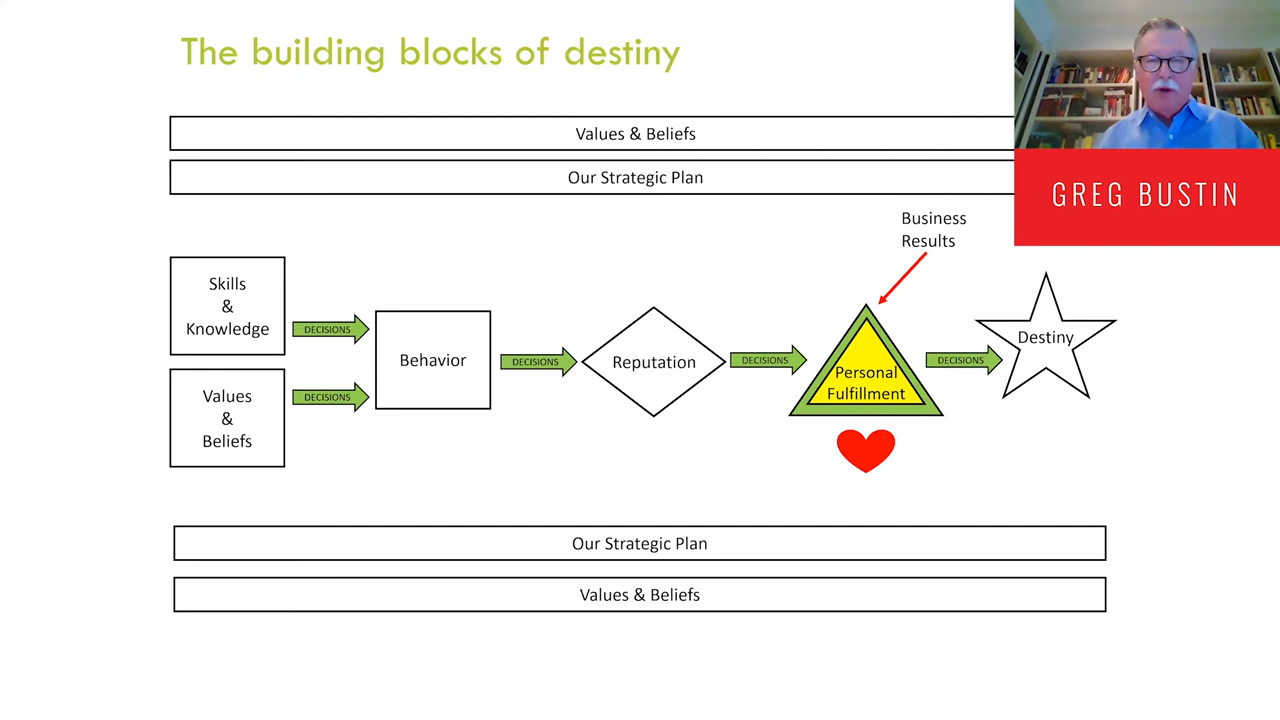 The building blocks of destiny
Values & Beliefs
Our Strategic Plan
GREG BUSTIN
Business
Results
Skills
&
Knowledge
DECISIONS
Values
&
Beliefs
DECISIONS
Behavior
DECISIONS
Reputation
DECISIONS
Personal
Fulfillment
DECISIONS
Destiny
Our Strategic Plan
Values & Beliefs